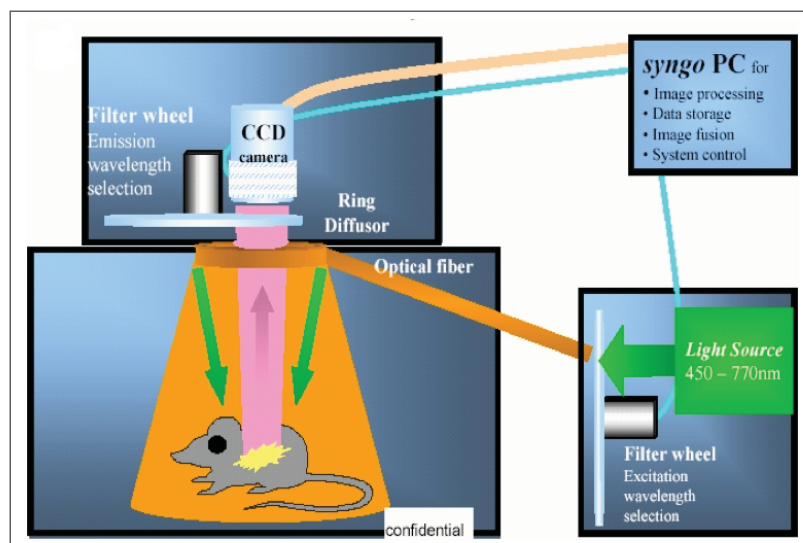 syngo PC for
• Image processing
• Data storage
• Image fusion
• System control
Filter wheel
Emission
wavelength
selection
CCD
camera
Ring
Diffusor
Optical fiber
Light Source
450 – 770nm
Filter wheel
Excitation
wavelength
selection
confidential